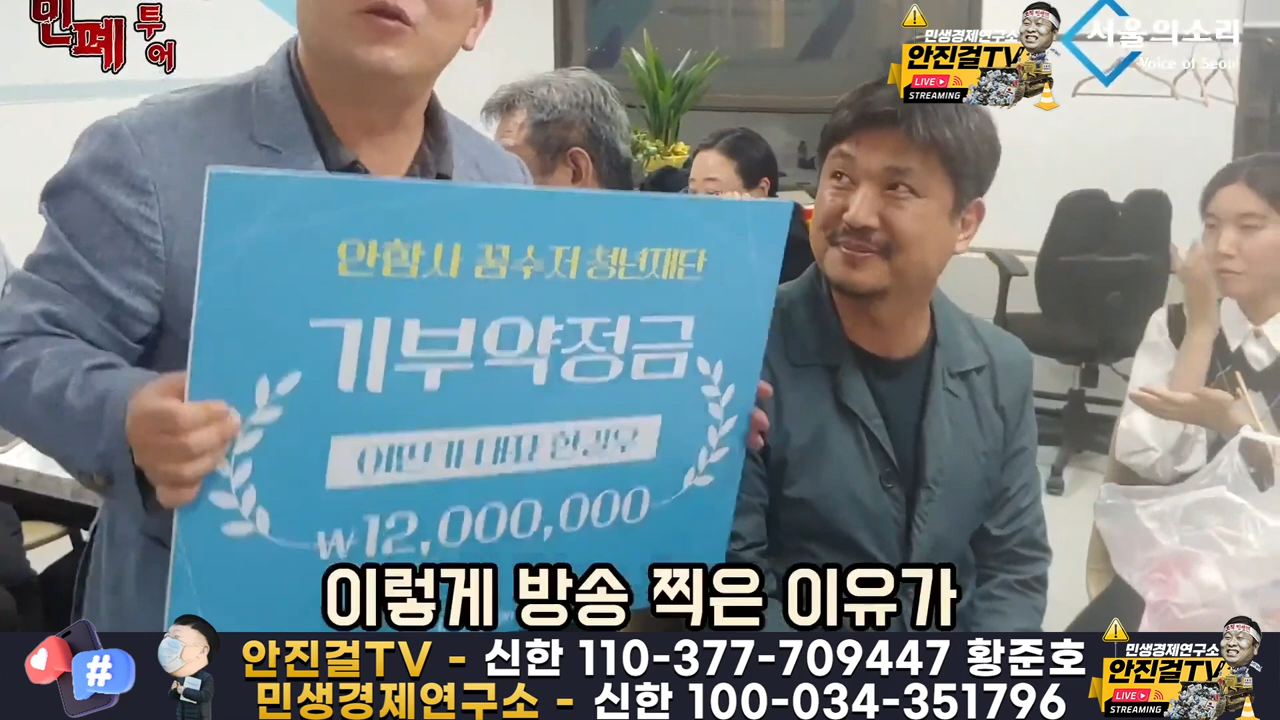 민폐
투어
민생경제연구소
안진걸TV
LIVE
STREAMING
서울의소리
Voice of Seoul
안함사 꿈수저 청년재단
기부약정금
₩12,000,000
이렇게 방송 찍은 이유가
#
안진걸TV - 신한 110-377-709447 황준호
민생경제연구소 - 신한 100-034-351796
민생경제연구소
안진걸TV
LIVE
STREAMING